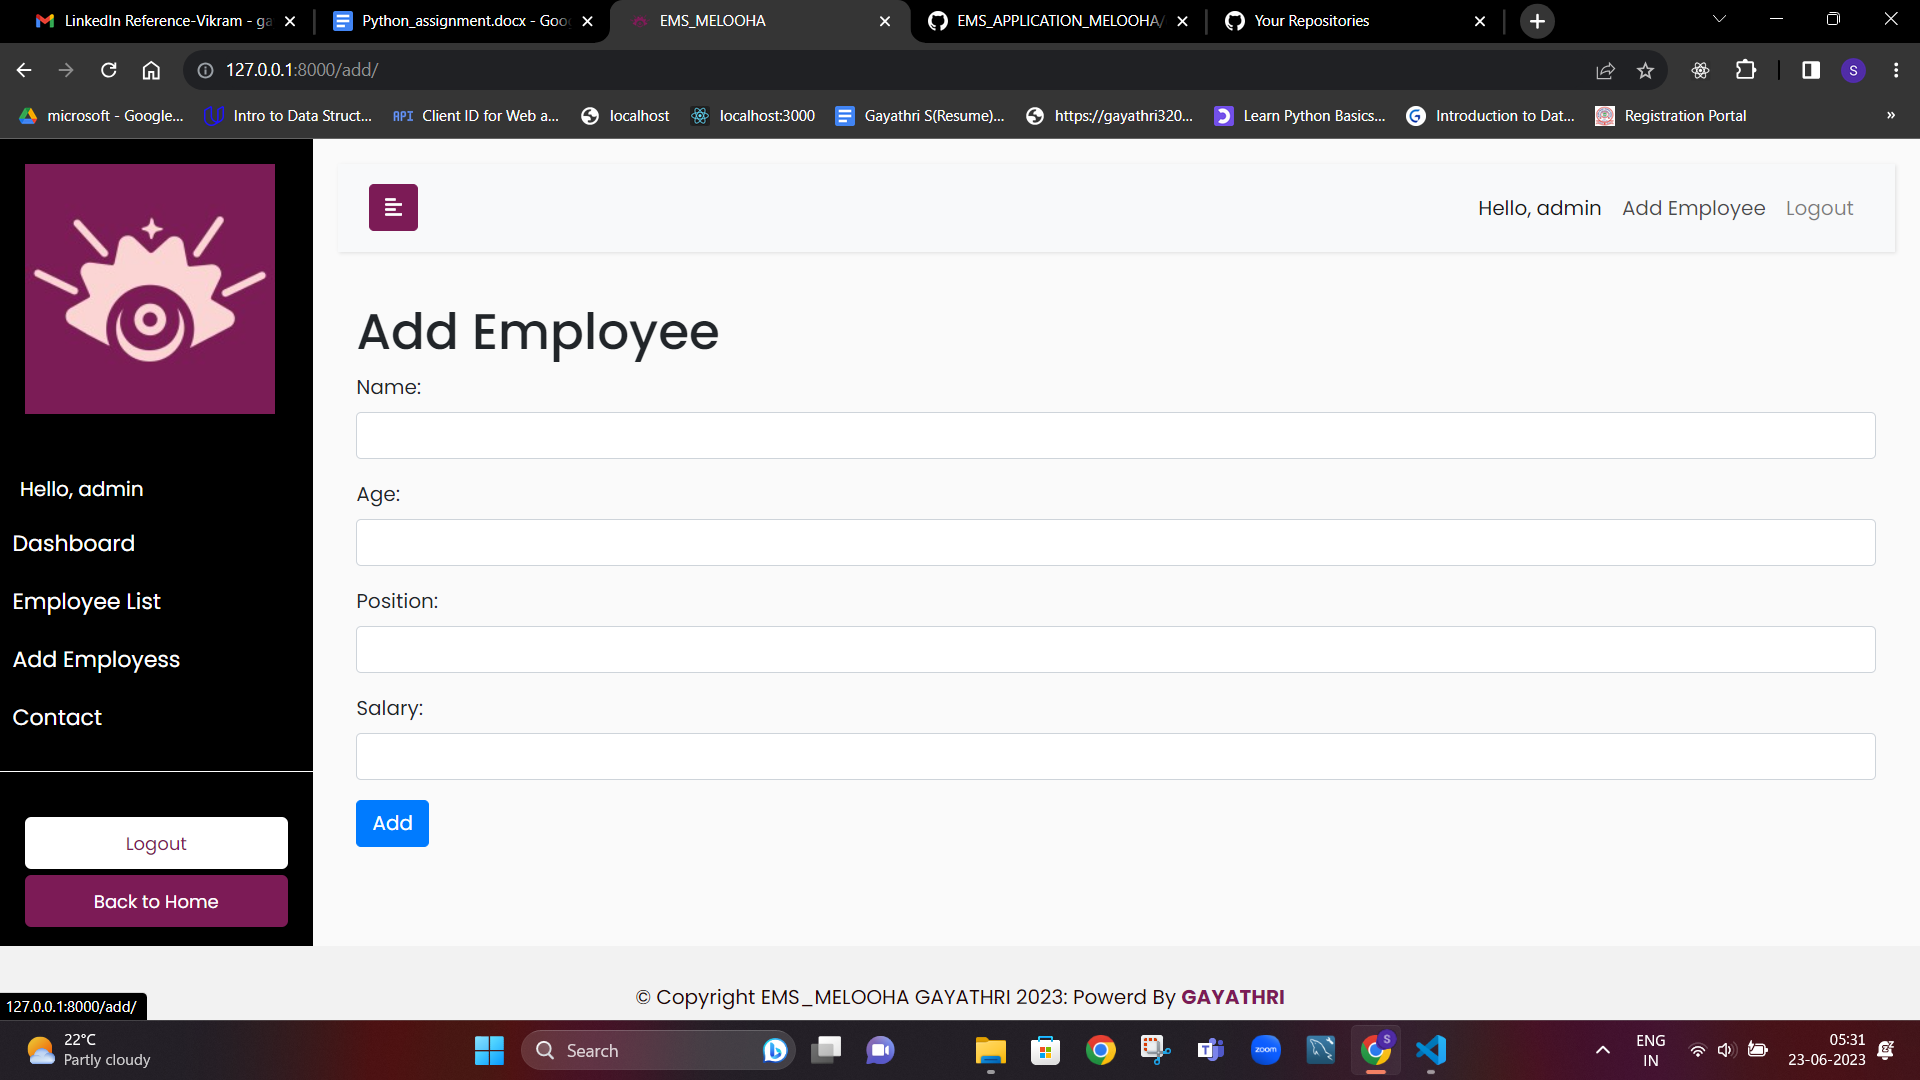 LinkedIn Reference-Vikram - ga
Python_assignment.docx - Goo
EMS_MELOOHA
EMS_APPLICATION_MELOOHA/
Your Repositories
127.0.0.1:8000/add/
S
microsoft - Google...
Intro to Data Struct...
API Client ID for Web a...
localhost
localhost:3000
Gayathri S(Resume)...
https://gayathri320...
Learn Python Basics...
Introduction to Dat...
Registration Portal
»
Hello, admin
Add Employee
Logout
Hello, admin
Dashboard
Employee List
Add Employess
Contact
Logout
Back to Home
Add Employee
Name:
Age:
Position:
Salary:
Add
© Copyright EMS_MELOOHA GAYATHRI 2023: Powerd By GAYATHRI
127.0.0.1:8000/add/
22°C
Partly cloudy
Search
zoom
S
ENG
IN
05:31
23-06-2023